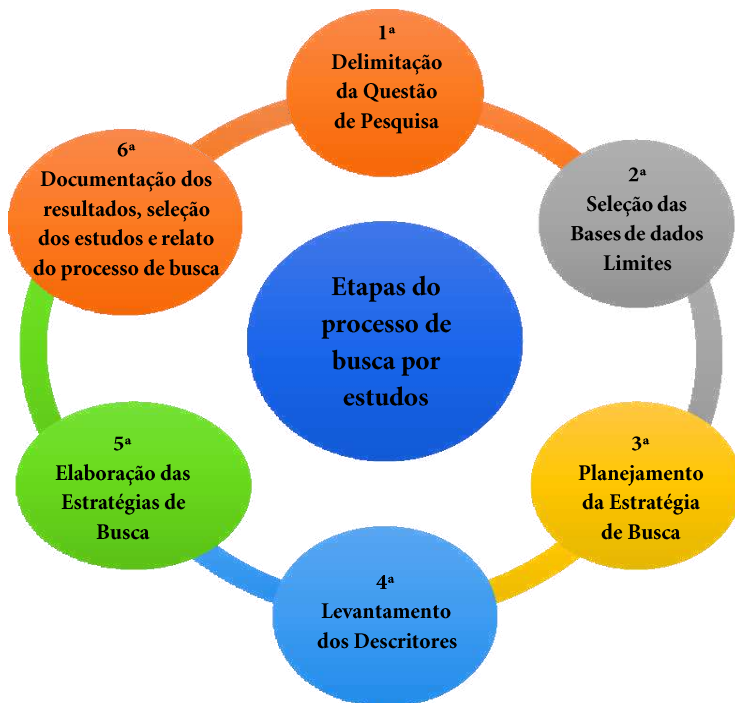 1ª
Delimitação
da Questão
de Pesquisa
2ª
Seleção das
Bases de dados
Limites
3ª
Planejamento
da Estratégia
de Busca
4ª
Levantamento
dos Descritores
5ª
Elaboração das
Estratégias de
Busca
6ª
Documentação dos
resultados, seleção
dos estudos e relato
do processo de busca
Etapas do
processo de
busca por
estudos